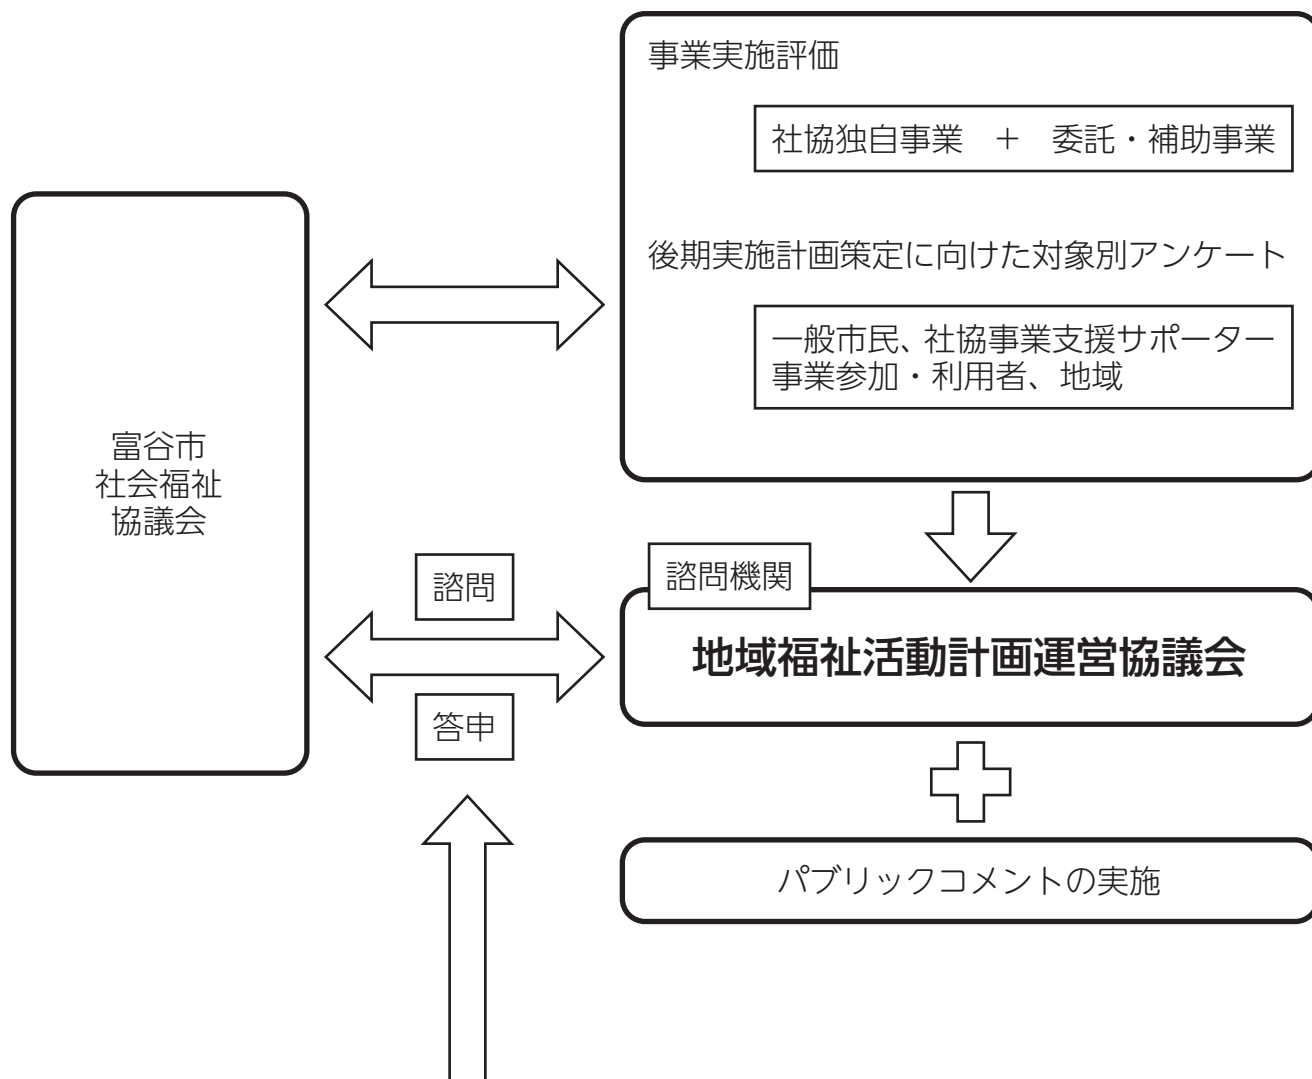 事業実施評価
社協独自事業　＋　委託・補助事業
後期実施計画策定に向けた対象別アンケート
一般市民、社協事業支援サポーター
事業参加・利用者、地域
富谷市
社会福祉
協議会
諮問
答申
諮問機関
地域福祉活動計画運営協議会
パブリックコメントの実施